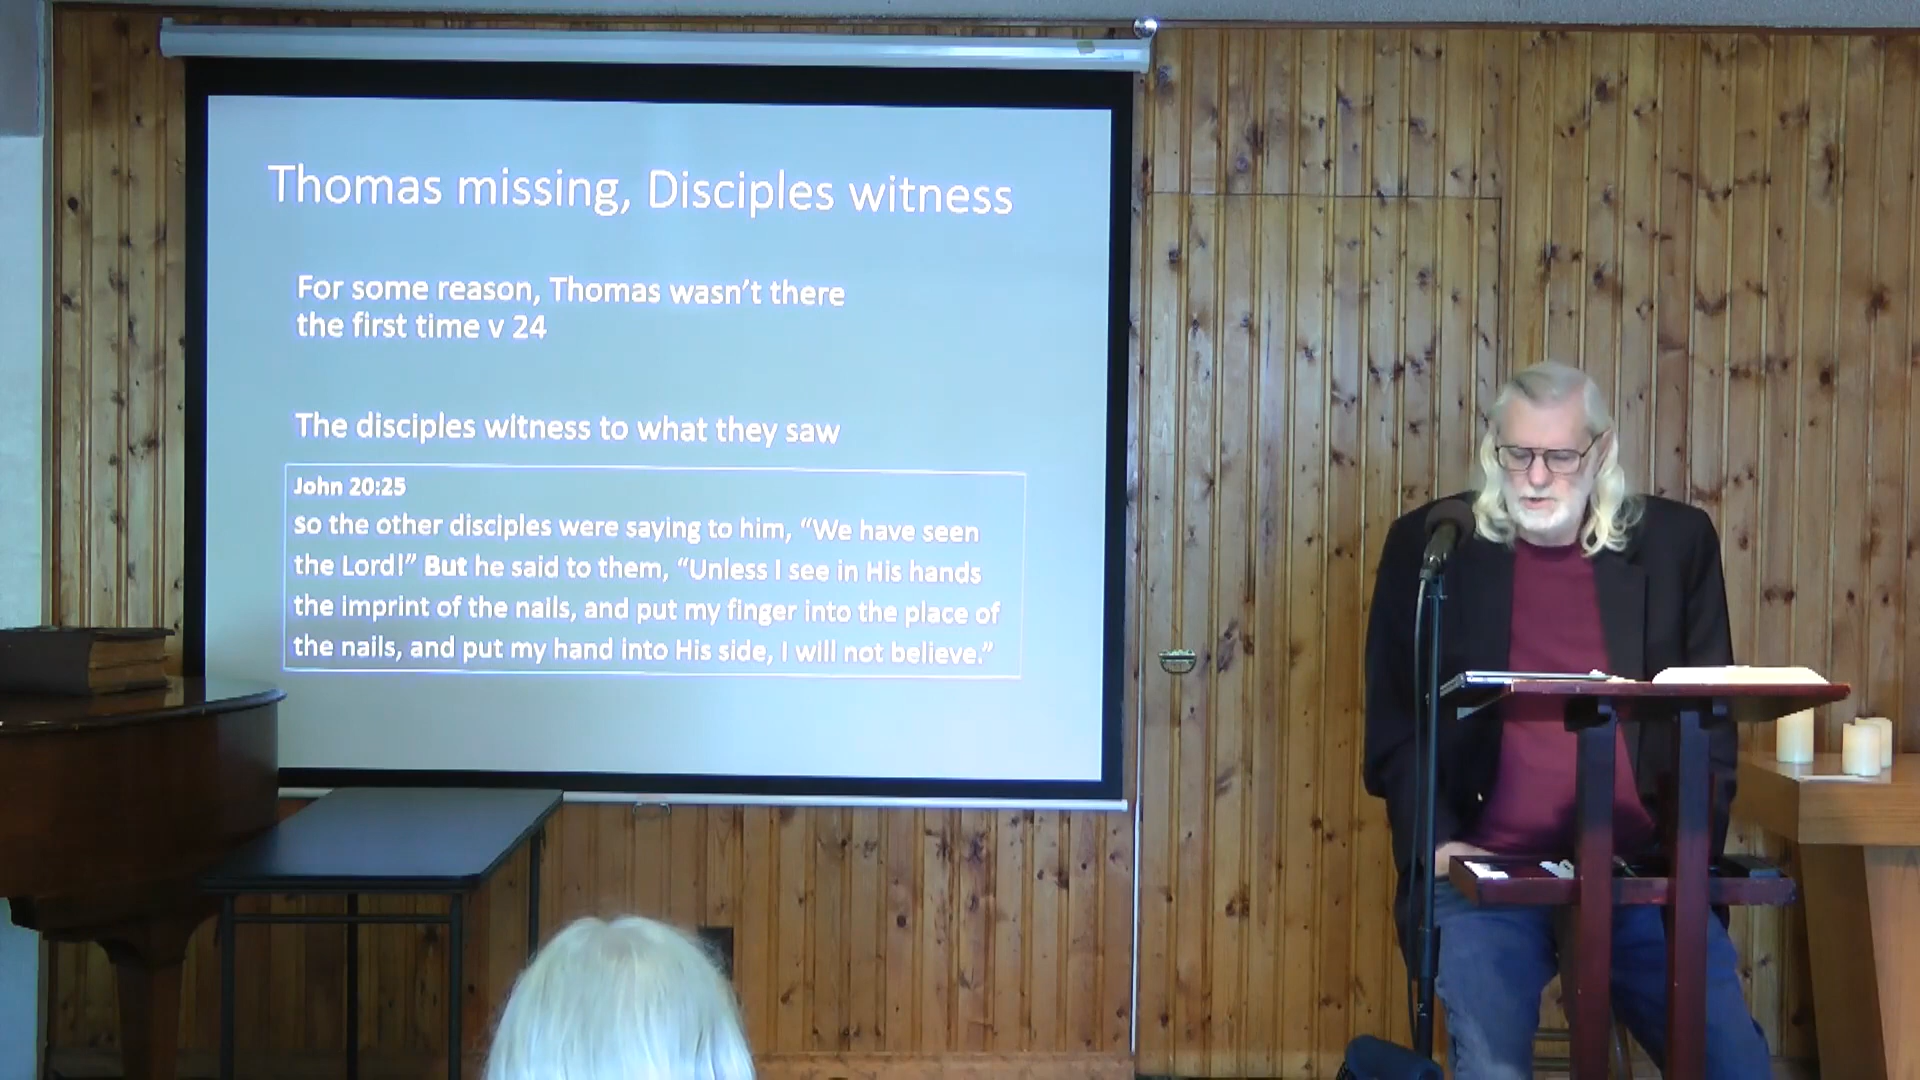 Thomas missing, Disciples witness
For some reason, Thomas wasn’t there
the first time v 24
The disciples witness to what they saw
John 20:25
so the other disciples were saying to him, “We have seen
the Lord!” But he said to them, “Unless I see in His hands
the imprint of the nails, and put my finger into the place of
the nails, and put my hand into His side, I will not believe.”